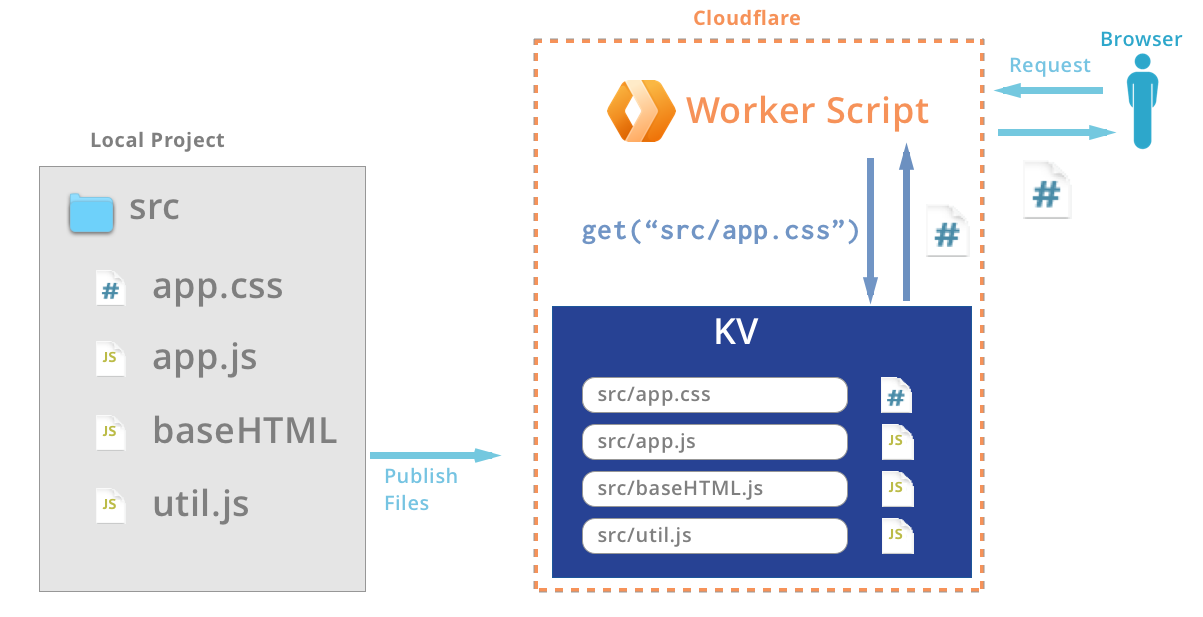 Cloudflare
Browser
Request
Worker Script
Local Project
src
#
get(“src/app.css”)
#
# app.css
KV
JS app.js
src/app.css #
JS baseHTML
src/app.js JS
Publish
Files
src/baseHTML.js JS
JS util.js
src/util.js JS